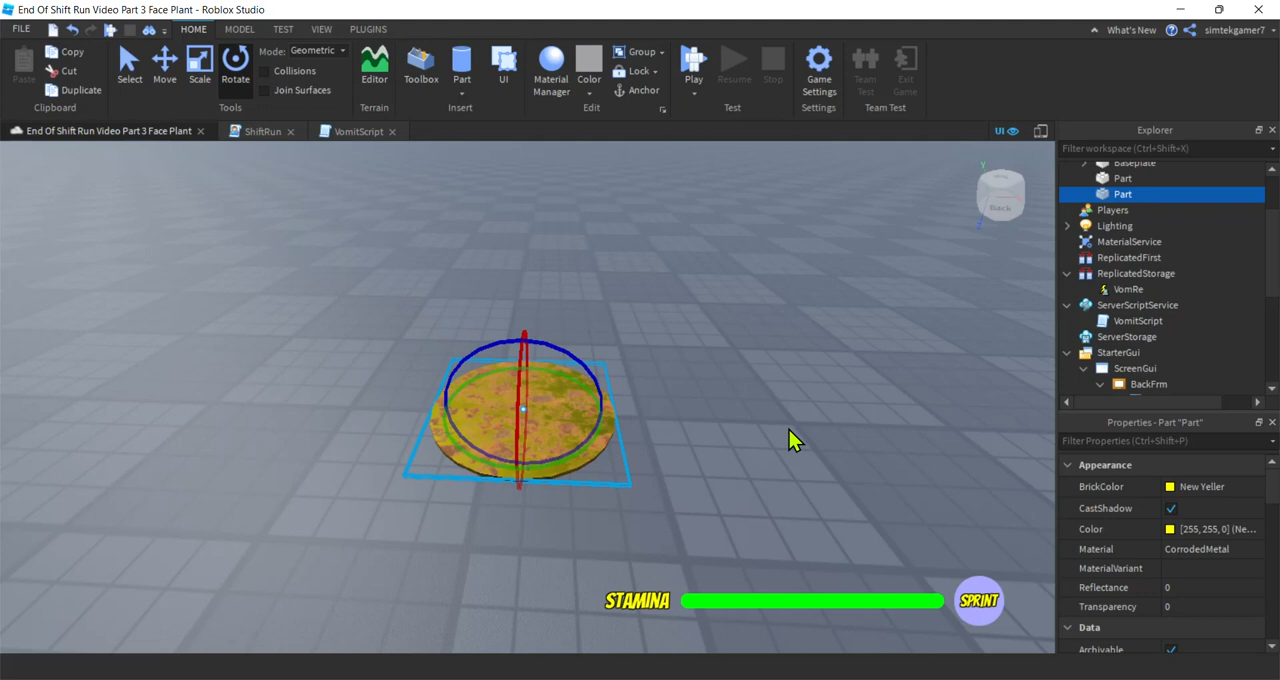 End Of Shift Run Video Part 3 Face Plant - Roblox Studio
FILE HOME MODEL TEST VIEW PLUGINS What's New simtekgamer7
Paste Copy Cut Duplicate
Clipboard
Select Move Scale Rotate Mode: Geometric Collisions Join Surfaces
Tools
Editor
Terrain
Toolbox Part UI
Insert
Material Manager Color Group Lock Anchor
Edit
Play Resume Stop
Test
Game Settings
Settings
Team Test Exit Game
Team Test
End Of Shift Run Video Part 3 Face Plant ShiftRun VomitScript UI
Back
STAMINA SPRINT
Explorer
Filter workspace (Ctrl+Shift+X)
Baseplate
Part
Part
Players
Lighting
MaterialService
ReplicatedFirst
ReplicatedStorage
VomRe
ServerScriptService
VomitScript
ServerStorage
StarterGui
ScreenGui
BackFrm
Properties - Part "Part"
Filter Properties (Ctrl+Shift+P)
Appearance
BrickColor New Yeller
CastShadow
Color [255, 255, 0] (Ne...
Material CorrodedMetal
MaterialVariant
Reflectance 0
Transparency 0
Data
Archivable